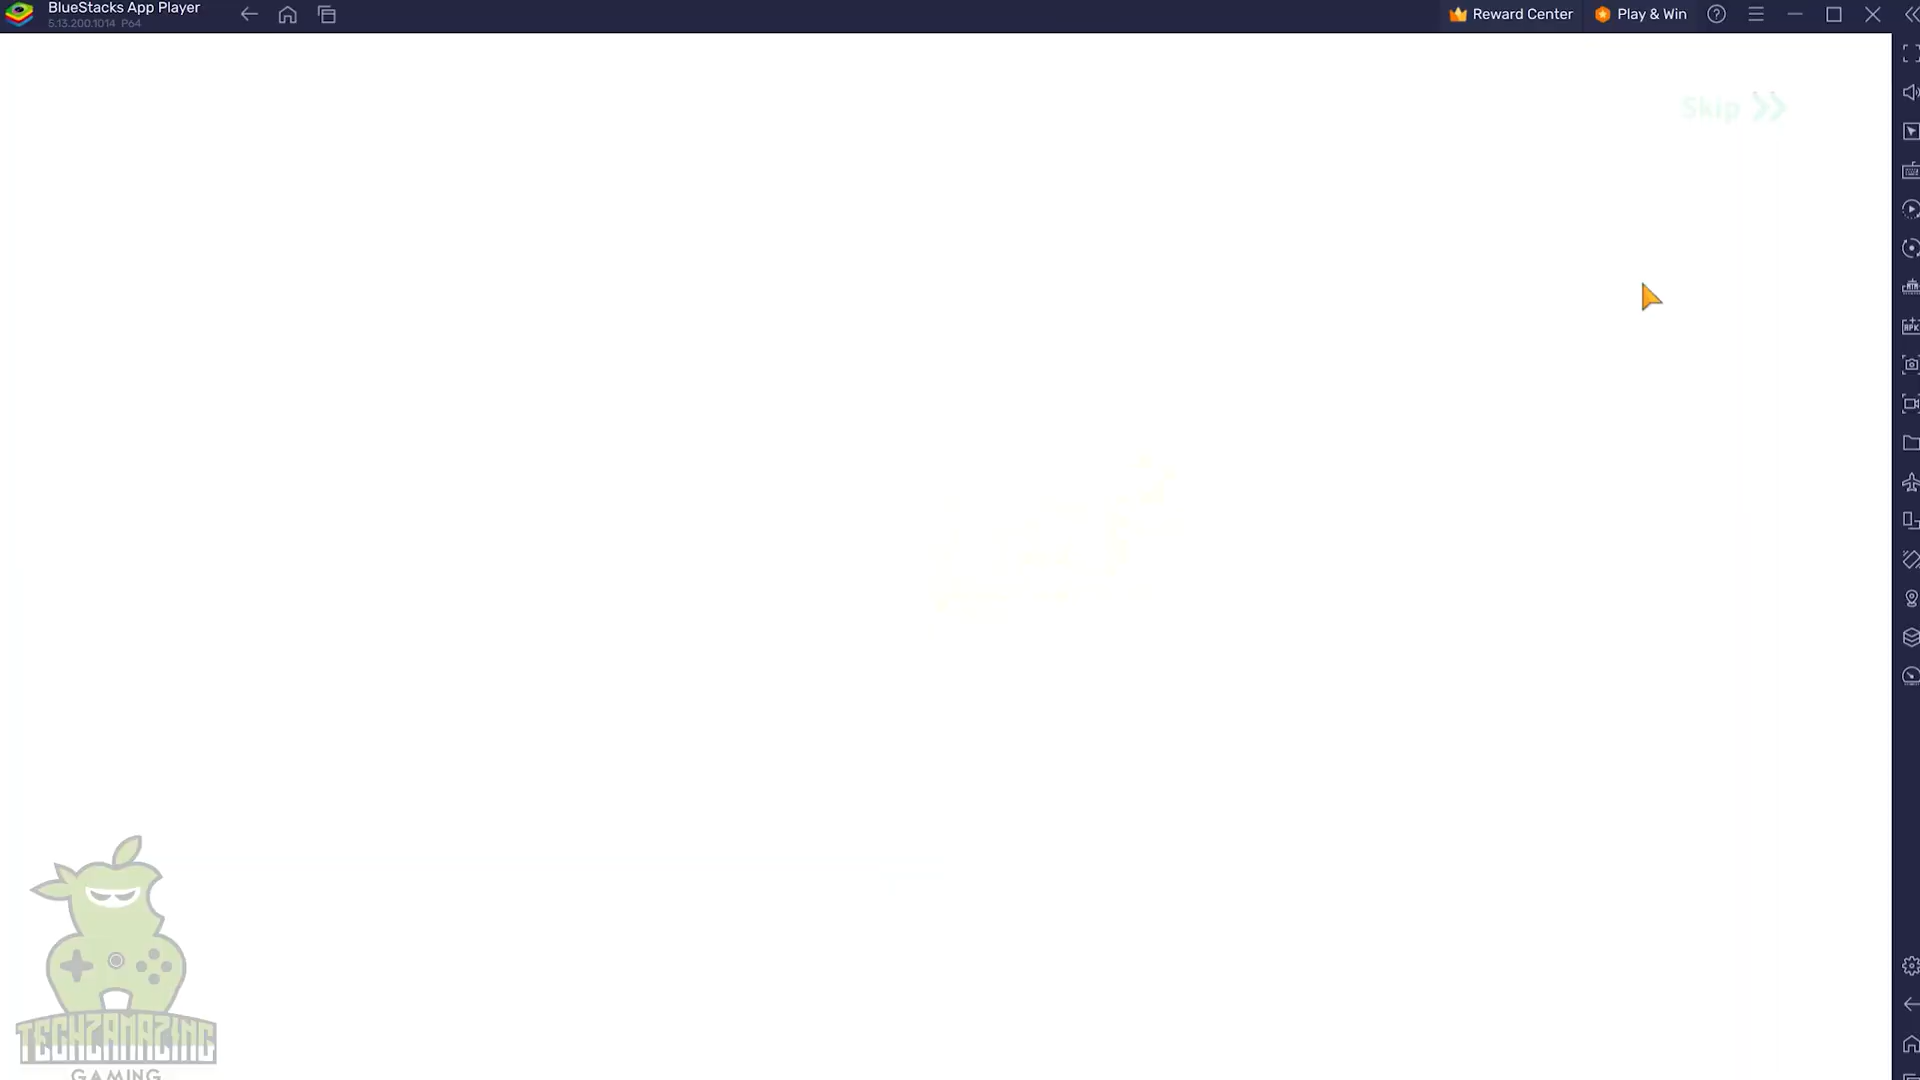 BlueStacks App Player
5.13.200.1014 P64
Reward Center
Play & Win
Skip
TECHZAMAZING
GAMING